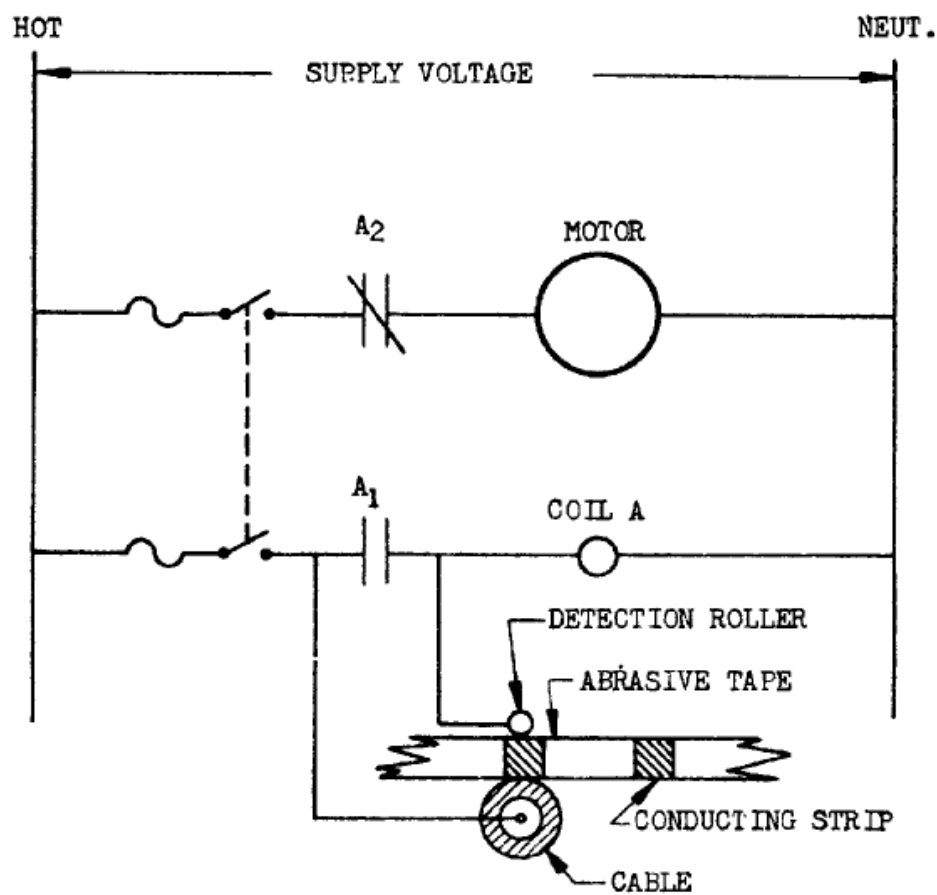 HOT
NEUT.
SUPPLY VOLTAGE
A2
MOTOR
A1
COIL A
DETECTION ROLLER
ABRASIVE TAPE
CONDUCTING STRIP
CABLE